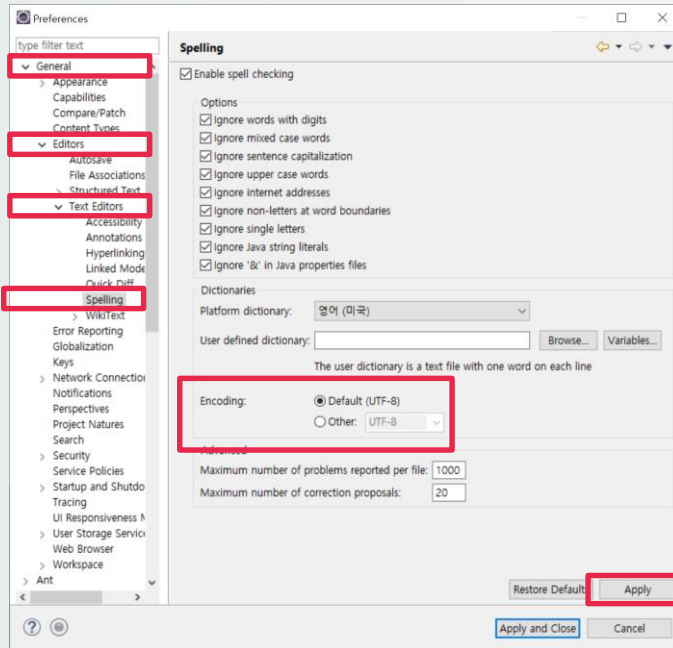 Preferences
type filter text
General
Appearance
Capabilities
Compare/Patch
Content Types
Editors
Autosave
File Associations
Structured Text
Text Editors
Accessibility
Annotations
Hyperlinking
Linked Mode
Quick Diff
Spelling
WikiText
Error Reporting
Globalization
Keys
Network Connectio
Notifications
Perspectives
Project Natures
Search
Security
Service Policies
Startup and Shutdo
Tracing
UI Responsiveness
User Storage Servic
Web Browser
Workspace
Ant
Spelling
Enable spell checking
Options
Ignore words with digits
Ignore mixed case words
Ignore sentence capitalization
Ignore upper case words
Ignore internet addresses
Ignore non-letters at word boundaries
Ignore single letters
Ignore Java string literals
Ignore '&' in Java properties files
Dictionaries
Platform dictionary: 영어 (미국)
User defined dictionary: Browse... Variables...
The user dictionary is a text file with one word on each line
Encoding: Default (UTF-8)
Other: UTF-8
Advanced
Maximum number of problems reported per file: 1000
Maximum number of correction proposals: 20
Restore Default Apply
Apply and Close Cancel